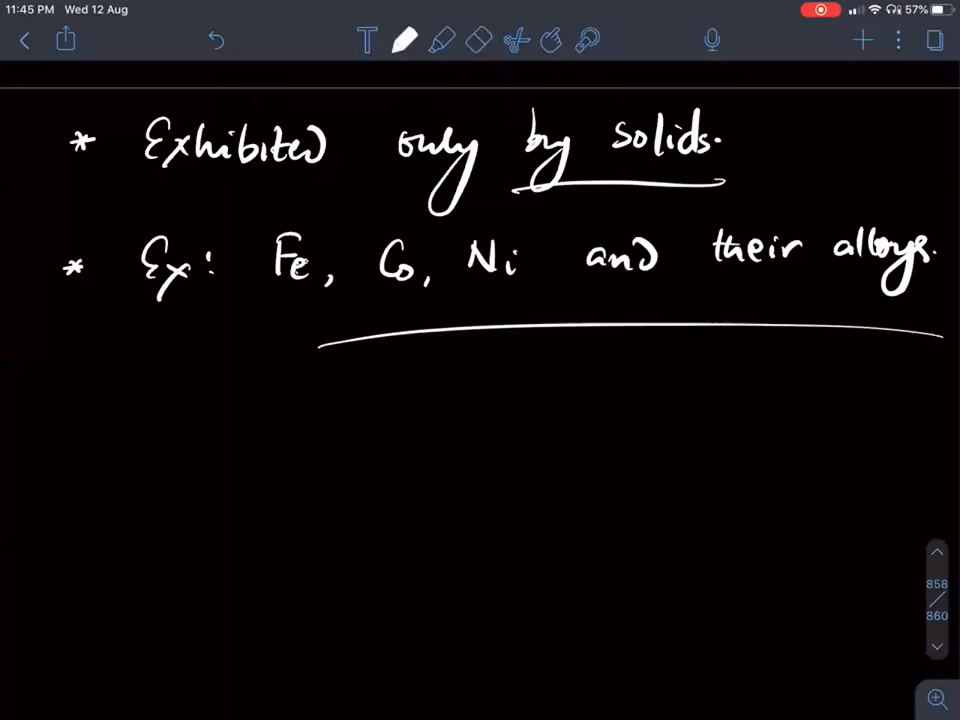 11:45 PM Wed 12 Aug 57%
T
* Exhibited only by solids.
* Ex: Fe, Co, Ni and their alloys.
858
860